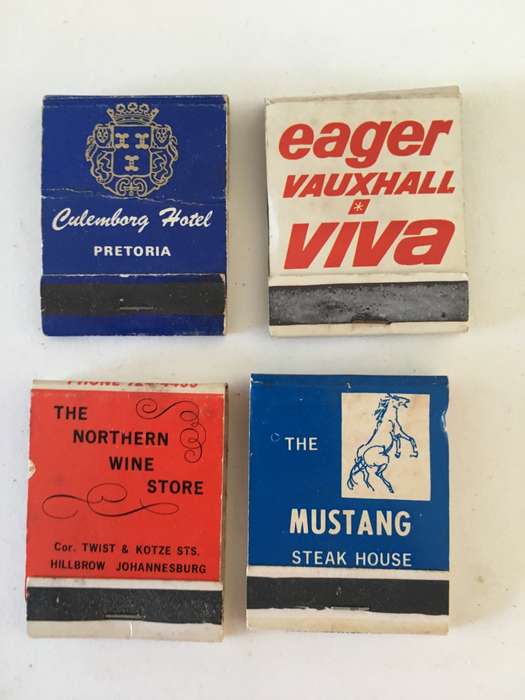 Culemborg Hotel
PRETORIA
eager
VAUXHALL
viva
THE
NORTHERN
WINE
STORE
Cor. TWIST & KOTZE STS.
HILLBROW JOHANNESBURG
THE
MUSTANG
STEAK HOUSE